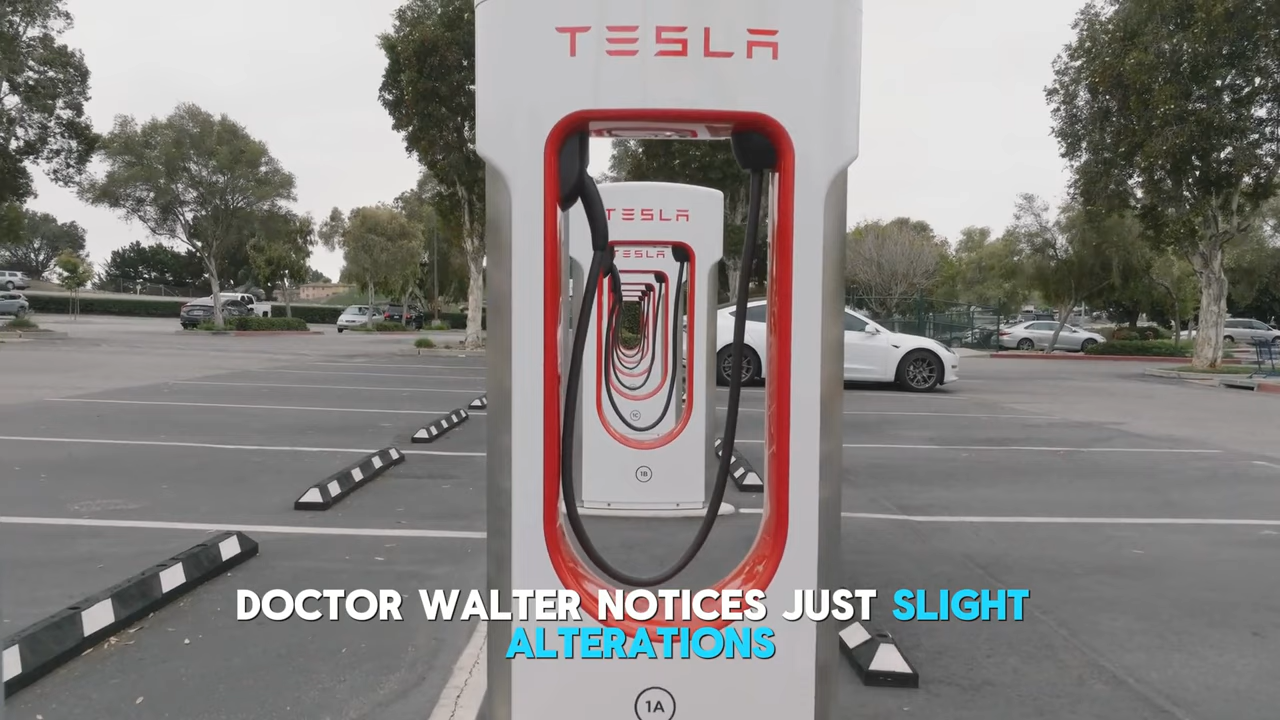 TESLA
TESLA
TESLA
1C
1B
DOCTOR WALTER NOTICES JUST SLIGHT
ALTERATIONS
1A